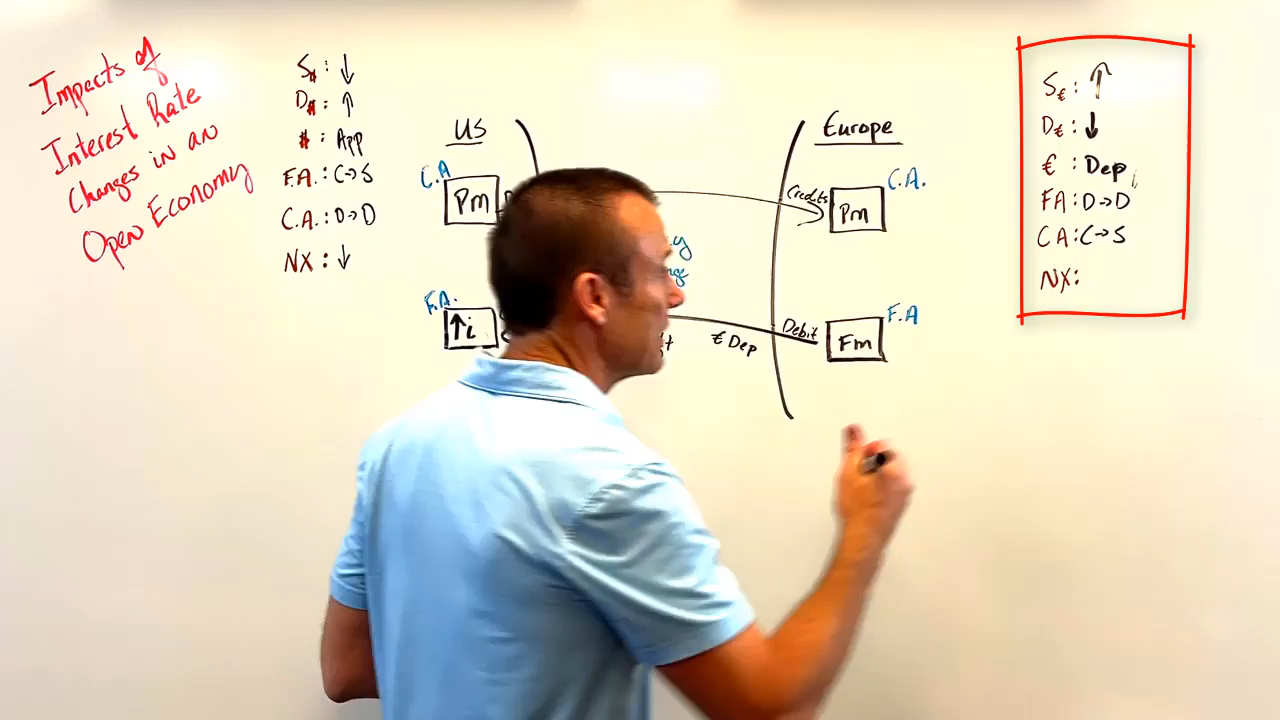 Impacts of
Interest Rate
Changes in an
Open Economy
S$: ↓
D$: ↑
$: App
F.A.: C→S
C.A.: D→D
NX: ↓
US
C.A
Pm
F.A.
↑i
€ Dep
Credits
Debit
Europe
C.A.
Pm
F.A
Fm
S€: ↑
D€: ↓
€: Dep
FA: D→D
CA: C→S
NX: